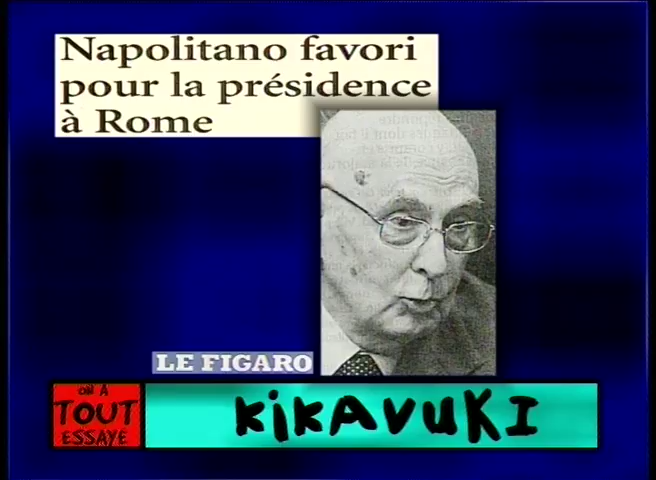 Napolitano favori
pour la présidence
à Rome
LE FIGARO
ON A
TOUT
ESSAYÉ
KiKAVUKI